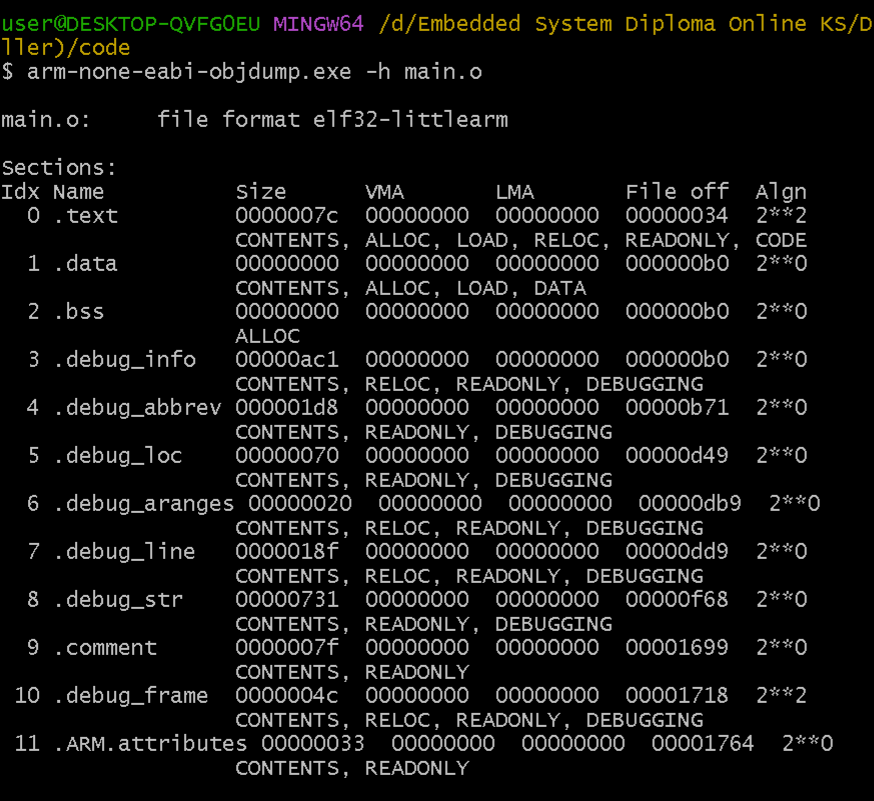 user@DESKTOP-QVFG0EU MINGW64 /d/Embedded System Diploma Online KS/D
ller)/code
$ arm-none-eabi-objdump.exe -h main.o

main.o:     file format elf32-littlearm

Sections:
Idx Name          Size      VMA       LMA       File off  Algn
  0 .text         0000007c  00000000  00000000  00000034  2**2
                  CONTENTS, ALLOC, LOAD, RELOC, READONLY, CODE
  1 .data         00000000  00000000  00000000  000000b0  2**0
                  CONTENTS, ALLOC, LOAD, DATA
  2 .bss          00000000  00000000  00000000  000000b0  2**0
                  ALLOC
  3 .debug_info   00000ac1  00000000  00000000  000000b0  2**0
                  CONTENTS, RELOC, READONLY, DEBUGGING
  4 .debug_abbrev 000001d8  00000000  00000000  00000b71  2**0
                  CONTENTS, READONLY, DEBUGGING
  5 .debug_loc    00000070  00000000  00000000  00000d49  2**0
                  CONTENTS, READONLY, DEBUGGING
  6 .debug_aranges 00000020  00000000  00000000  00000db9  2**0
                  CONTENTS, RELOC, READONLY, DEBUGGING
  7 .debug_line   0000018f  00000000  00000000  00000dd9  2**0
                  CONTENTS, RELOC, READONLY, DEBUGGING
  8 .debug_str    00000731  00000000  00000000  00000f68  2**0
                  CONTENTS, READONLY, DEBUGGING
  9 .comment      0000007f  00000000  00000000  00001699  2**0
                  CONTENTS, READONLY
 10 .debug_frame  0000004c  00000000  00000000  00001718  2**2
                  CONTENTS, RELOC, READONLY, DEBUGGING
 11 .ARM.attributes 00000033  00000000  00000000  00001764  2**0
                  CONTENTS, READONLY